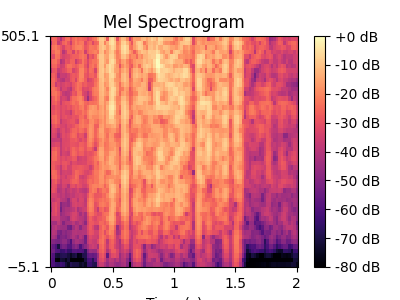 Mel Spectrogram
505.1
−5.1
0
0.5
1
1.5
2
+0 dB
-10 dB
-20 dB
-30 dB
-40 dB
-50 dB
-60 dB
-70 dB
-80 dB